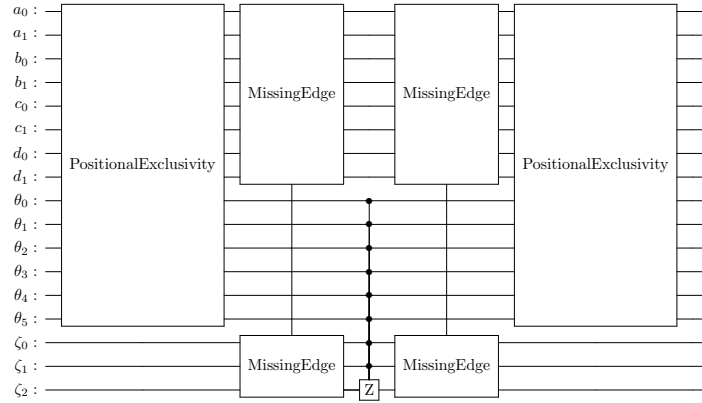 a₀ :
a₁ :
b₀ :
b₁ :
MissingEdge MissingEdge
c₀ :
c₁ :
d₀ :
PositionalExclusivity PositionalExclusivity
d₁ :
θ₀ :
θ₁ :
θ₂ :
θ₃ :
θ₄ :
θ₅ :
ζ₀ :
ζ₁ : MissingEdge MissingEdge
ζ₂ : Z